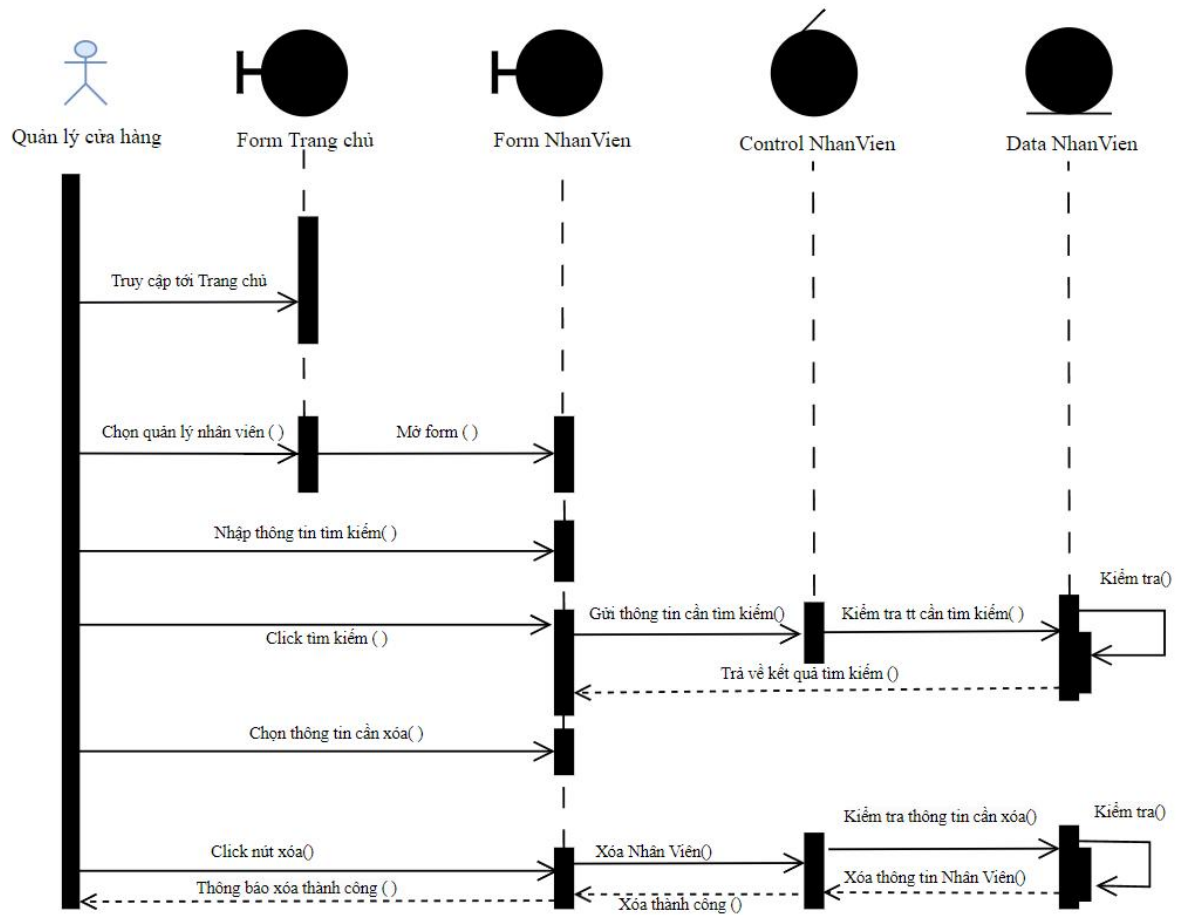 Quản lý cửa hàng
Form Trang chủ
Form NhanVien
Control NhanVien
Data NhanVien
Truy cập tới Trang chủ
Chọn quản lý nhân viên ( )
Mở form ( )
Nhập thông tin tìm kiếm( )
Kiểm tra()
Click tìm kiếm ( )
Gửi thông tin cần tìm kiếm()
Kiểm tra tt cần tìm kiếm( )
Trả về kết quả tìm kiếm ()
Chọn thông tin cần xóa( )
Kiểm tra thông tin cần xóa()
Kiểm tra()
Click nút xóa()
Xóa Nhân Viên()
Xóa thông tin Nhân Viên()
Thông báo xóa thành công ( )
Xóa thành công ()